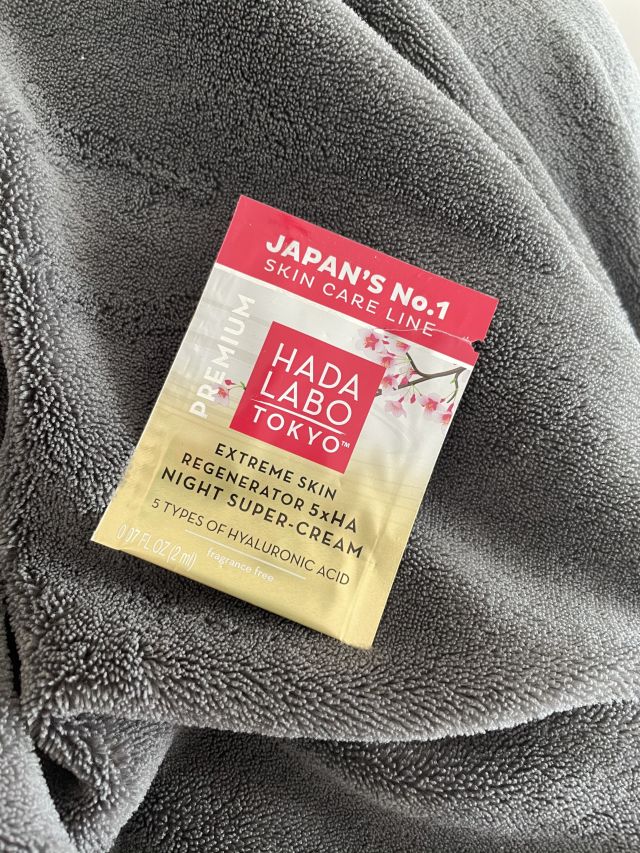 JAPAN'S No.1
SKIN CARE LINE
PREMIUM
HADA
LABO
TOKYO™
EXTREME SKIN
REGENERATOR 5xHA
NIGHT SUPER-CREAM
5 TYPES OF HYALURONIC ACID
fragrance free
0.07 FL OZ (2 ml)